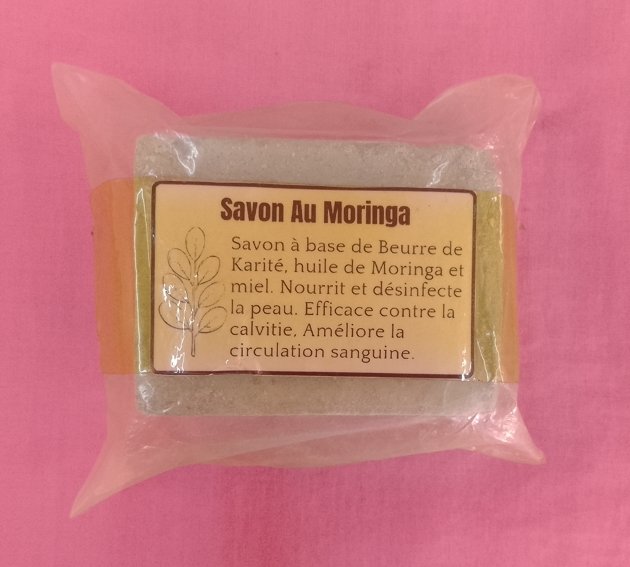 Savon Au Moringa
Savon à base de Beurre de
Karité, huile de Moringa et
miel. Nourrit et désinfecte
la peau. Efficace contre la
calvitie, Améliore la
circulation sanguine.